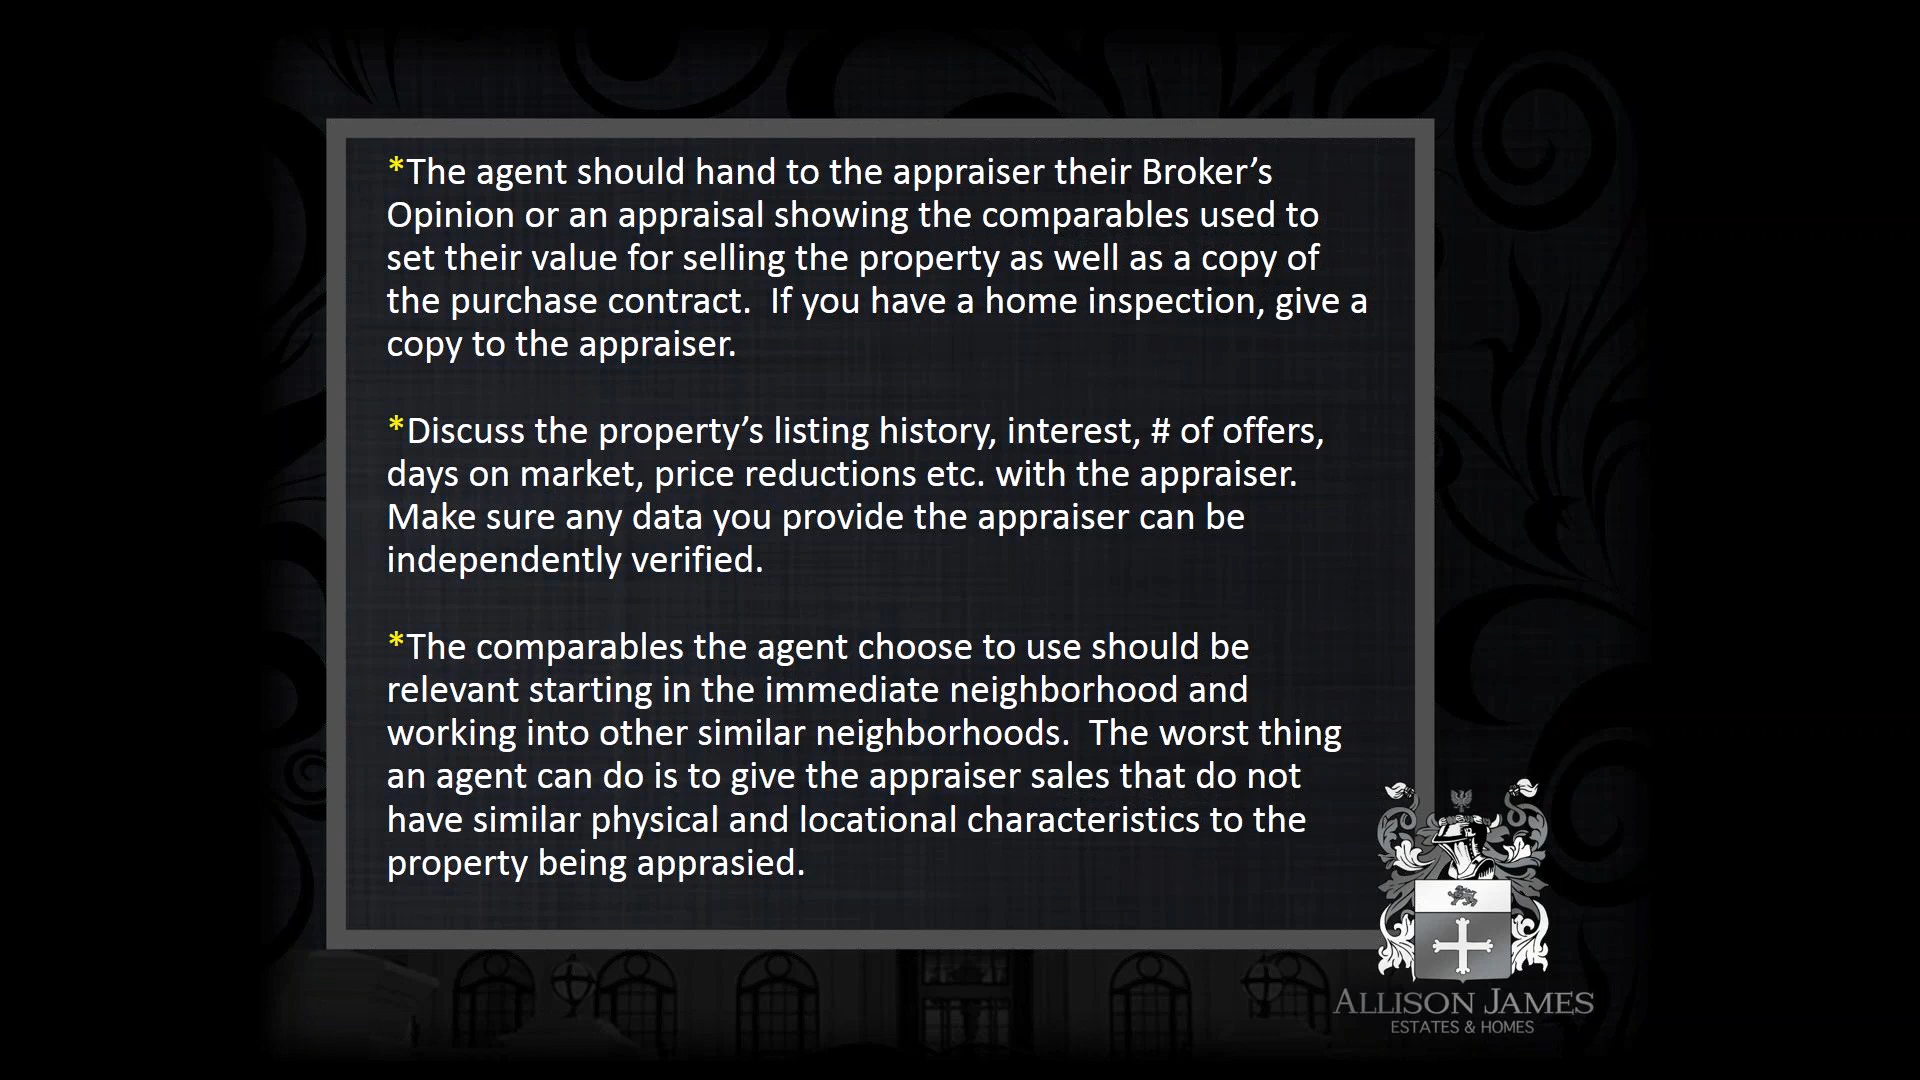 *The agent should hand to the appraiser their Broker’s
Opinion or an appraisal showing the comparables used to
set their value for selling the property as well as a copy of
the purchase contract.  If you have a home inspection, give a
copy to the appraiser.
*Discuss the property’s listing history, interest, # of offers,
days on market, price reductions etc. with the appraiser.
Make sure any data you provide the appraiser can be
independently verified.
*The comparables the agent choose to use should be
relevant starting in the immediate neighborhood and
working into other similar neighborhoods.  The worst thing
an agent can do is to give the appraiser sales that do not
have similar physical and locational characteristics to the
property being apprasied.
ALLISON JAMES
ESTATES & HOMES